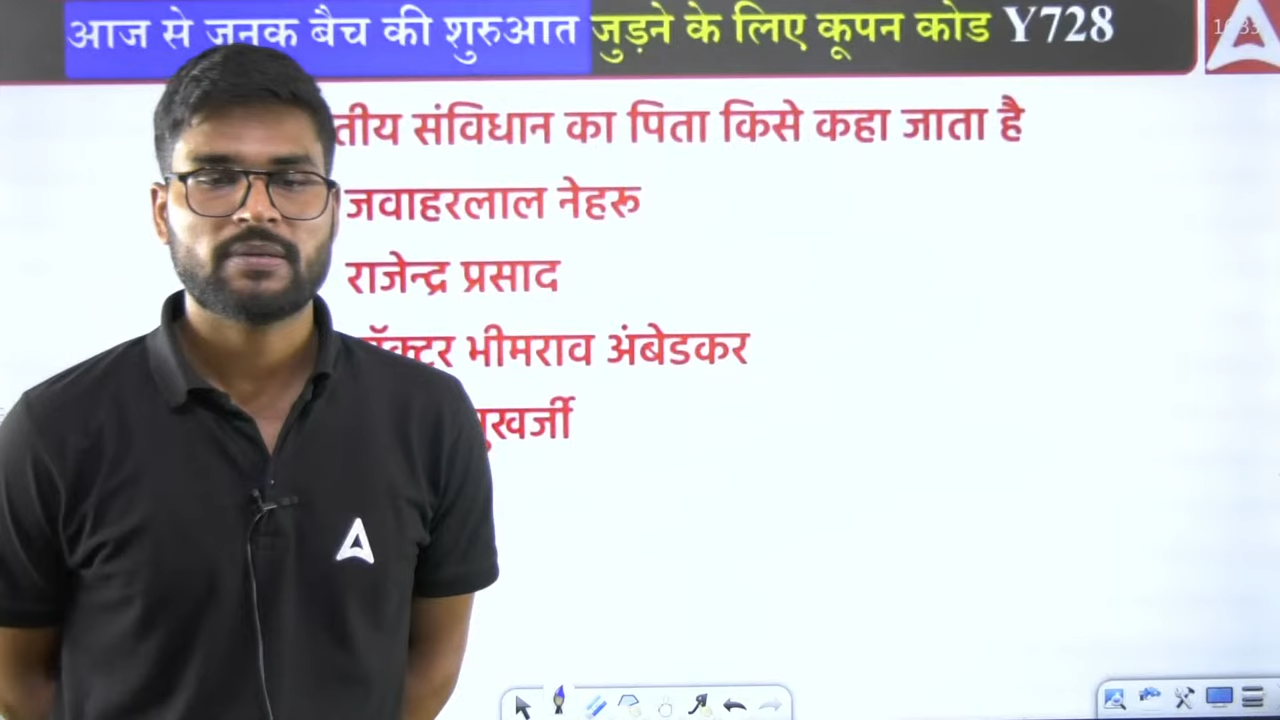 आज से जनक बैच की शुरुआत जुड़ने के लिए कूपन कोड Y728
संविधान का पिता किसे कहा जाता है
जवाहरलाल नेहरू
राजेन्द्र प्रसाद
भीमराव अंबेडकर